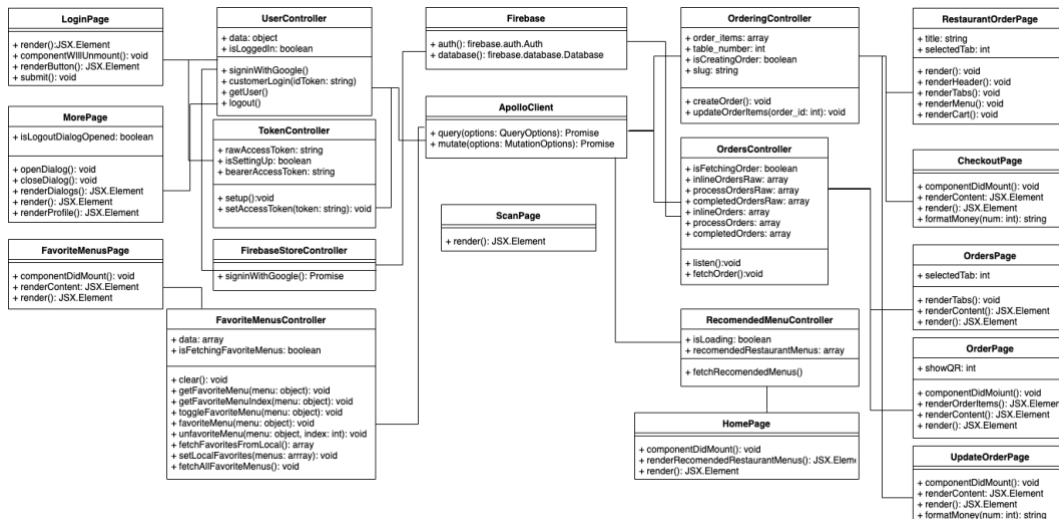 LoginPage
+ render():JSX.Element
+ componentWillUnmount(): void
+ renderButton(): JSX.Element
+ submit(): void
MorePage
+ isLogoutDialogOpened: boolean
+ openDialog(): void
+ closeDialog(): void
+ renderDialogs(): JSX.Element
+ render(): JSX.Element
+ renderProfile(): JSX.Element
FavoriteMenusPage
+ componentDidMount(): void
+ renderContent: JSX.Element
+ render(): JSX.Element
UserController
+ data: object
+ isLoggedIn: boolean
+ signinWithGoogle()
+ customerLogin(idToken: string)
+ getUser()
+ logout()
TokenController
+ rawAccessToken: string
+ isSettingUp: boolean
+ bearerAccessToken: string
+ setup():void
+ setAccessToken(token: string): void
FirebaseStoreController
+ signinWithGoogle(): Promise
FavoriteMenusController
+ data: array
+ isFetchingFavoriteMenus: boolean
+ clear(): void
+ getFavoriteMenu(menu: object): void
+ getFavoriteMenuIndex(menu: object): void
+ toggleFavoriteMenu(menu: object): void
+ favoriteMenu(menu: object): void
+ unfavoriteMenu(menu: object, index: int): void
+ fetchFavoritesFromLocal(): array
+ setLocalFavorites(menus: arrray): void
+ fetchAllFavoriteMenus(): void
Firebase
+ auth(): firebase.auth.Auth
+ database(): firebase.database.Database
ApolloClient
+ query(options: QueryOptions): Promise
+ mutate(options: MutationOptions): Promise
ScanPage
+ render(): JSX.Element
OrderingController
+ order_items: array
+ table_number: int
+ isCreatingOrder: boolean
+ slug: string
+ createOrder(): void
+ updateOrderItems(order_id: int): void
OrdersController
+ isFetchingOrder: boolean
+ inlineOrdersRaw: array
+ processOrdersRaw: array
+ completedOrdersRaw: array
+ inlineOrders: array
+ processOrders: array
+ completedOrders: array
+ listen():void
+ fetchOrder():void
RecomendedMenuController
+ isLoading: boolean
+ recomendedRestaurantMenus: array
+ fetchRecomendedMenus()
HomePage
+ componentDidMount(): void
+ renderRecomendedRestaurantMenus(): JSX.Elem
+ render(): JSX.Element
RestaurantOrderPage
+ title: string
+ selectedTab: int
+ render(): void
+ renderHeader(): void
+ renderTabs(): void
+ renderMenu(): void
+ renderCart(): void
CheckoutPage
+ componentDidMount(): void
+ renderContent: JSX.Element
+ render(): JSX.Element
+ formatMoney(num: int): string
OrdersPage
+ selectedTab: int
+ renderTabs(): void
+ renderContent(): JSX.Element
+ render(): JSX.Element
OrderPage
+ showQR: int
+ componentDidMoiunt(): void
+ renderOrderItems(): JSX.Elemen
+ renderContent(): JSX.Element
+ render(): JSX.Element
UpdateOrderPage
+ componentDidMount(): void
+ renderContent: JSX.Element
+ render(): JSX.Element
+ formatMoney(num: int): string